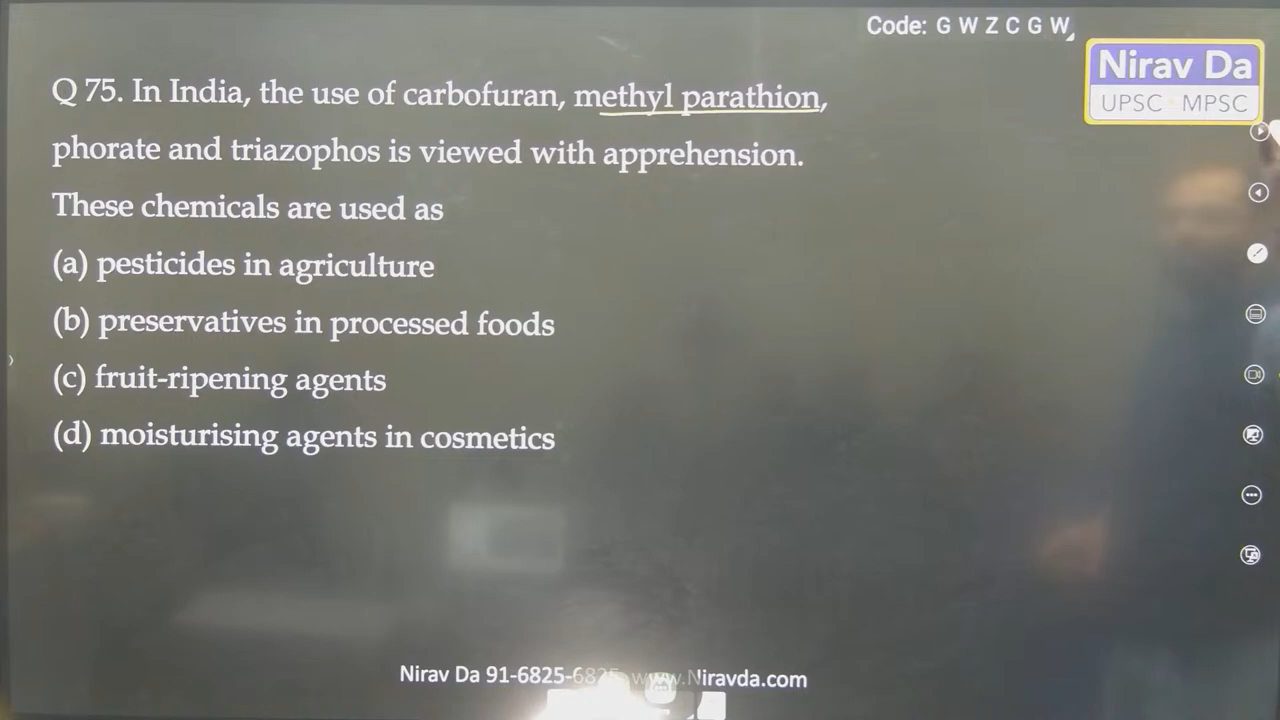 Code: G W Z C G W
Nirav Da
UPSC MPSC
Q 75. In India, the use of carbofuran, methyl parathion,
phorate and triazophos is viewed with apprehension.
These chemicals are used as
(a) pesticides in agriculture
(b) preservatives in processed foods
(c) fruit-ripening agents
(d) moisturising agents in cosmetics
Nirav Da 91-6825-6825 www.Niravda.com